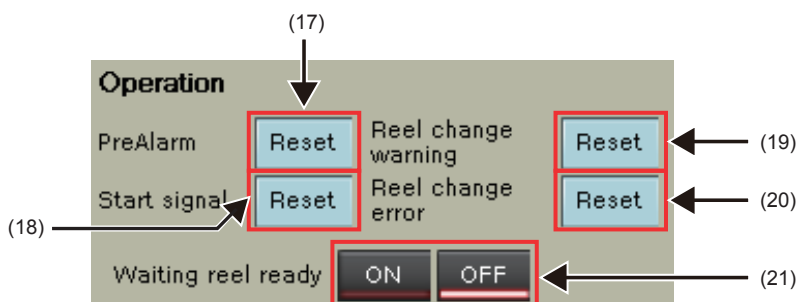 (17)
Operation
PreAlarm Reset Reel change warning Reset (19)
Start signal Reset Reel change error Reset (20)
(18)
Waiting reel ready ON OFF (21)